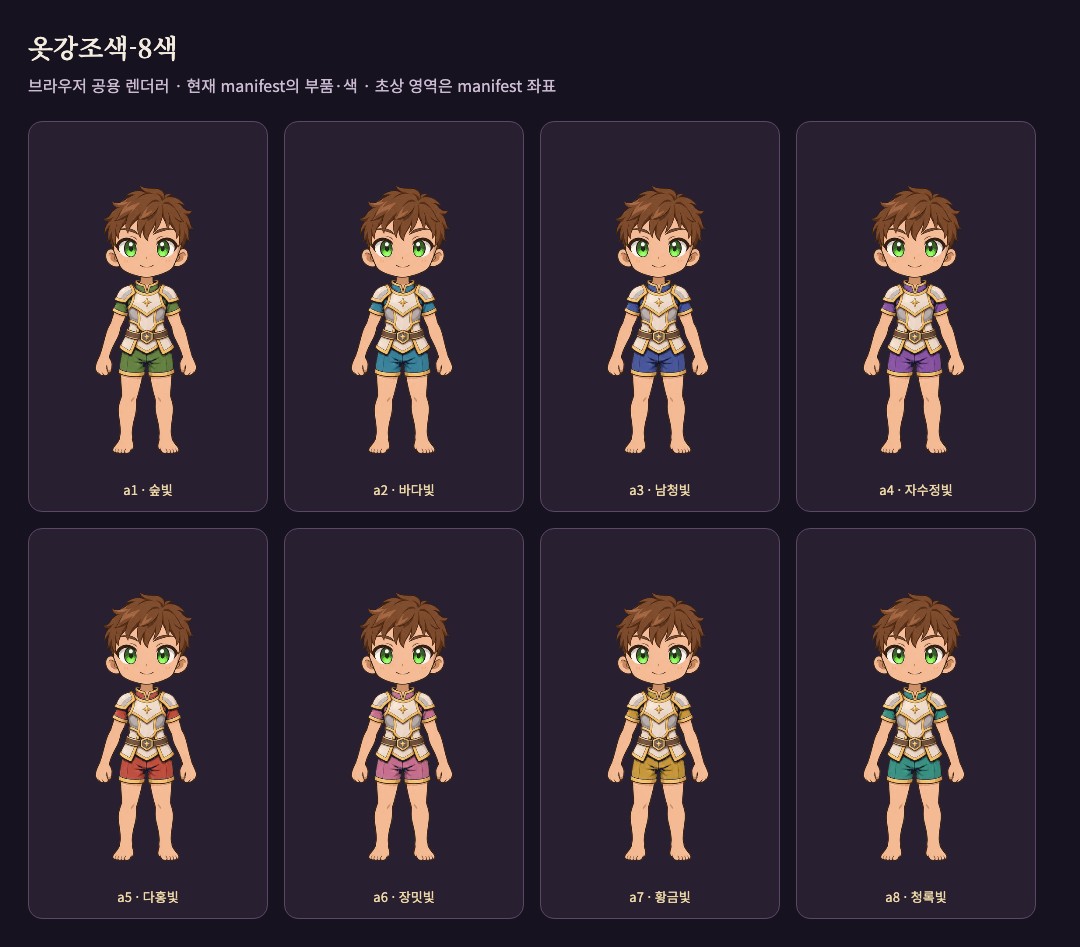 옷강조색-8색
브라우저 공용 렌더러 · 현재 manifest의 부품·색 · 초상 영역은 manifest 좌표
a1 · 숲빛
a2 · 바다빛
a3 · 남청빛
a4 · 자수정빛
a5 · 다홍빛
a6 · 장밋빛
a7 · 황금빛
a8 · 청록빛